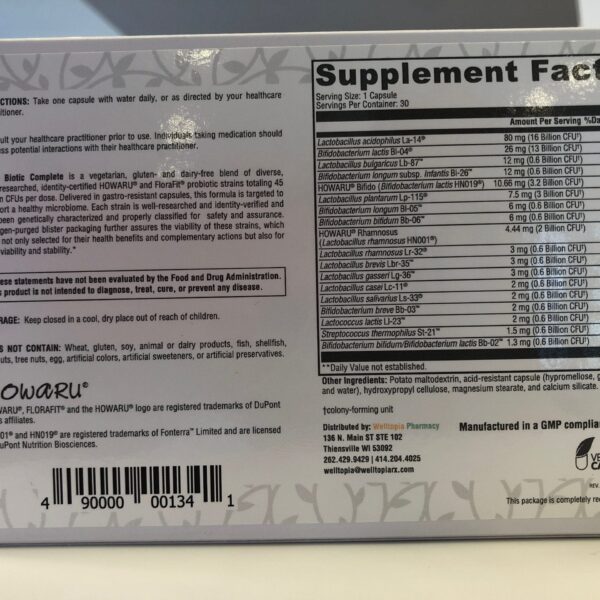 CTIONS: Take one capsule with water daily, or as directed by your healthcare
titioner.
sult your healthcare practitioner prior to use. Individuals taking medication should
ss potential interactions with their healthcare practitioner.
Biotic Complete is a vegetarian, gluten- and dairy-free blend of diverse,
researched, identity-certified HOWARU® and FloraFit® probiotic strains totaling 45
n CFUs per dose. Delivered in gastro-resistant capsules, this formula is targeted to
ort a healthy microbiome. Each strain is well-researched and identity-verified and
been genetically characterized and properly classified for safety and assurance.
gen-purged blister packaging further assures the viability of these strains, which
not only selected for their health benefits and complementary actions but also for
viability and stability.*
ese statements have not been evaluated by the Food and Drug Administration.
s product is not intended to diagnose, treat, cure, or prevent any disease.
RAGE: Keep closed in a cool, dry place out of reach of children.
S NOT CONTAIN: Wheat, gluten, soy, animal or dairy products, fish, shellfish,
uts, tree nuts, egg, artificial colors, artificial sweeteners, or artificial preservatives.
OWARU®
ARU®, FLORAFIT® and the HOWARU® logo are registered trademarks of DuPont
s affiliates.
01® and HN019® are registered trademarks of Fonterra™ Limited and are licensed
DuPont Nutrition Biosciences.
4 90000 00134 1
Supplement Fact
Serving Size: 1 Capsule
Servings Per Container: 30
Amount Per Serving %Da
Lactobacillus acidophilus La-14® 80 mg (16 Billion CFU†)
Bifidobacterium lactis Bl-04® 26 mg (13 Billion CFU†)
Lactobacillus bulgaricus Lb-87™ 12 mg (0.6 Billion CFU†)
Bifidobacterium longum subsp. Infantis Bi-26™ 12 mg (0.6 Billion CFU†)
HOWARU® Bifido (Bifidobacterium lactis HN019®) 10.66 mg (3.2 Billion CFU†)
Lactobacillus plantarum Lp-115® 7.5 mg (3 Billion CFU†)
Bifidobacterium longum Bl-05™ 6 mg (0.6 Billion CFU†)
Bifidobacterium bifidum Bb-06™ 6 mg (0.6 Billion CFU†)
HOWARU® Rhamnosus 4.44 mg (2 Billion CFU†)
(Lactobacillus rhamnosus HN001®)
Lactobacillus rhamnosus Lr-32® 3 mg (0.6 Billion CFU†)
Lactobacillus brevis Lbr-35™ 3 mg (0.6 Billion CFU†)
Lactobacillus gasseri Lg-36® 3 mg (0.6 Billion CFU†)
Lactobacillus casei Lc-11® 2 mg (0.6 Billion CFU†)
Lactobacillus salivarius Ls-33® 2 mg (0.6 Billion CFU†)
Bifidobacterium breve Bb-03™ 2 mg (0.6 Billion CFU†)
Lactococcus lactis Ll-23™ 2 mg (0.6 Billion CFU†)
Streptococcus thermophilus St-21™ 1.5 mg (0.6 Billion CFU†)
Bifidobacterium bifidum/Bifidobacterium lactis Bb-02™ 1.3 mg (0.6 Billion CFU†)
**Daily Value not established.
Other Ingredients: Potato maltodextrin, acid-resistant capsule (hypromellose, g
and water), hydroxypropyl cellulose, magnesium stearate, and calcium silicate.
†colony-forming unit
Distributed by: Welltopia Pharmacy
136 N. Main ST STE 102
Thiensville WI 53092
262.429.9429 | 414.204.4025
welltopia@welltopiarx.com
Manufactured in a GMP complian
VE
CA
REV.
This package is completely rec